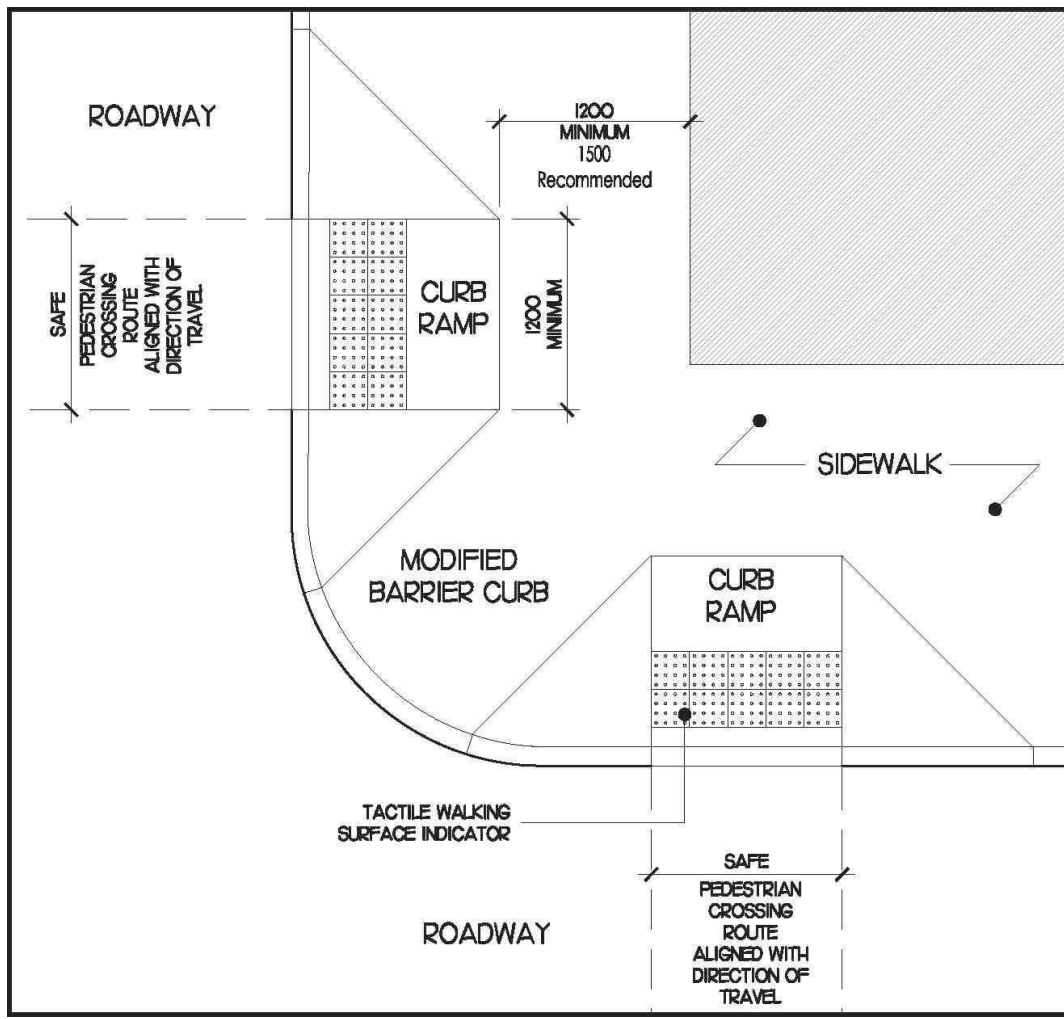 ROADWAY
1200
MINIMUM
1500
Recommended
SAFE
PEDESTRIAN
CROSSING
ROUTE
ALIGNED WITH
DIRECTION OF
TRAVEL
CURB
RAMP
1200
MINIMUM
SIDEWALK
MODIFIED
BARRIER CURB
CURB
RAMP
TACTILE WALKING
SURFACE INDICATOR
SAFE
PEDESTRIAN
CROSSING
ROUTE
ALIGNED WITH
DIRECTION OF
TRAVEL
ROADWAY